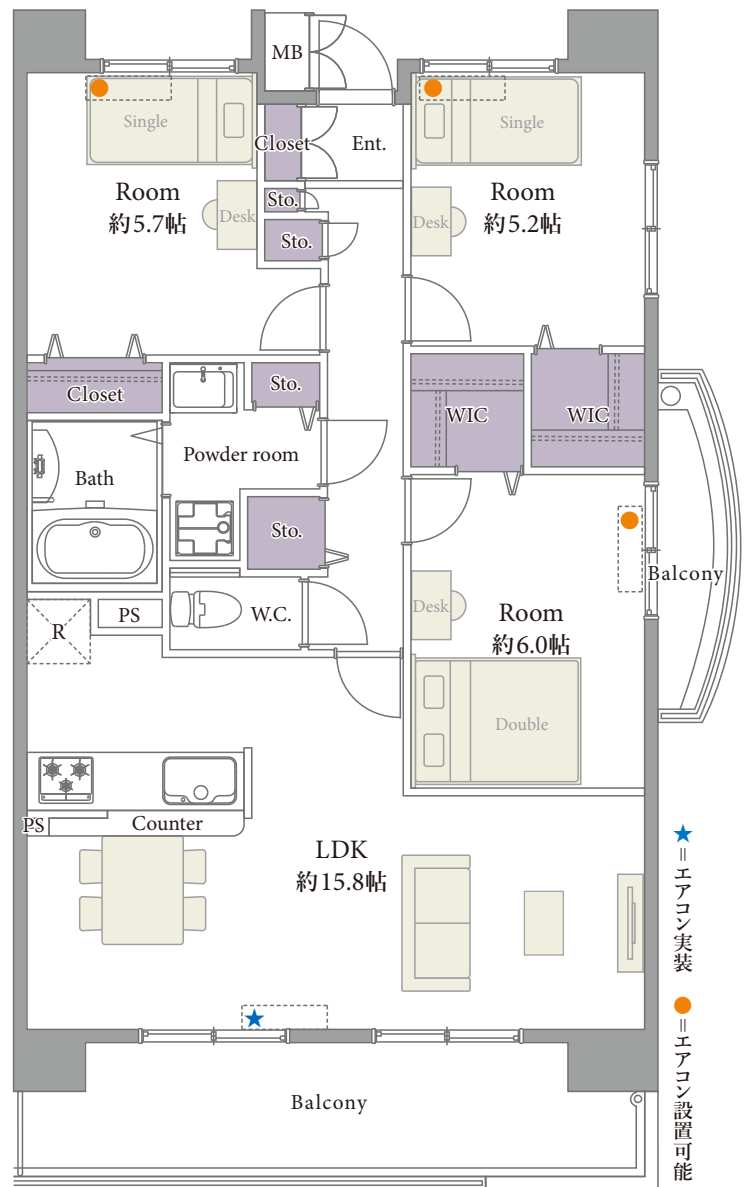 MB
Single
Closet
Ent.
Single
Room
約5.7帖
Sto.
Desk
Sto.
Room
約5.2帖
Desk
Closet
Sto.
WIC
WIC
Powder room
Bath
Sto.
Balcony
R
PS
W.C.
Desk
Room
約6.0帖
Double
PS
Counter
LDK
約15.8帖
★=エアコン実装
●=エアコン設置可能
Balcony